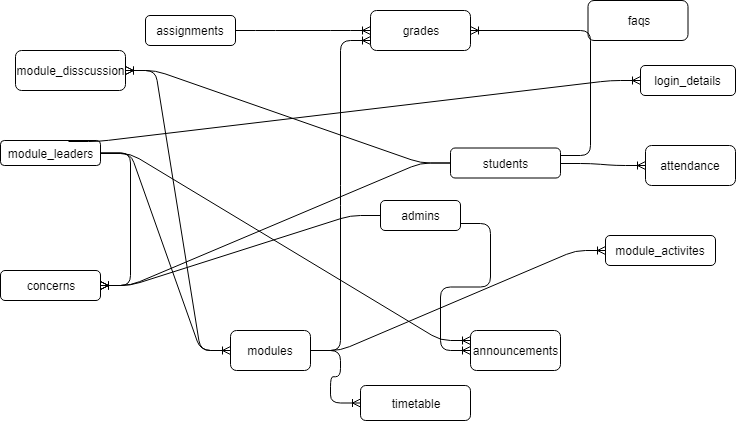 faqs
assignments
grades
module_disscussion
login_details
module_leaders
students
attendance
admins
module_activites
concerns
modules
announcements
timetable